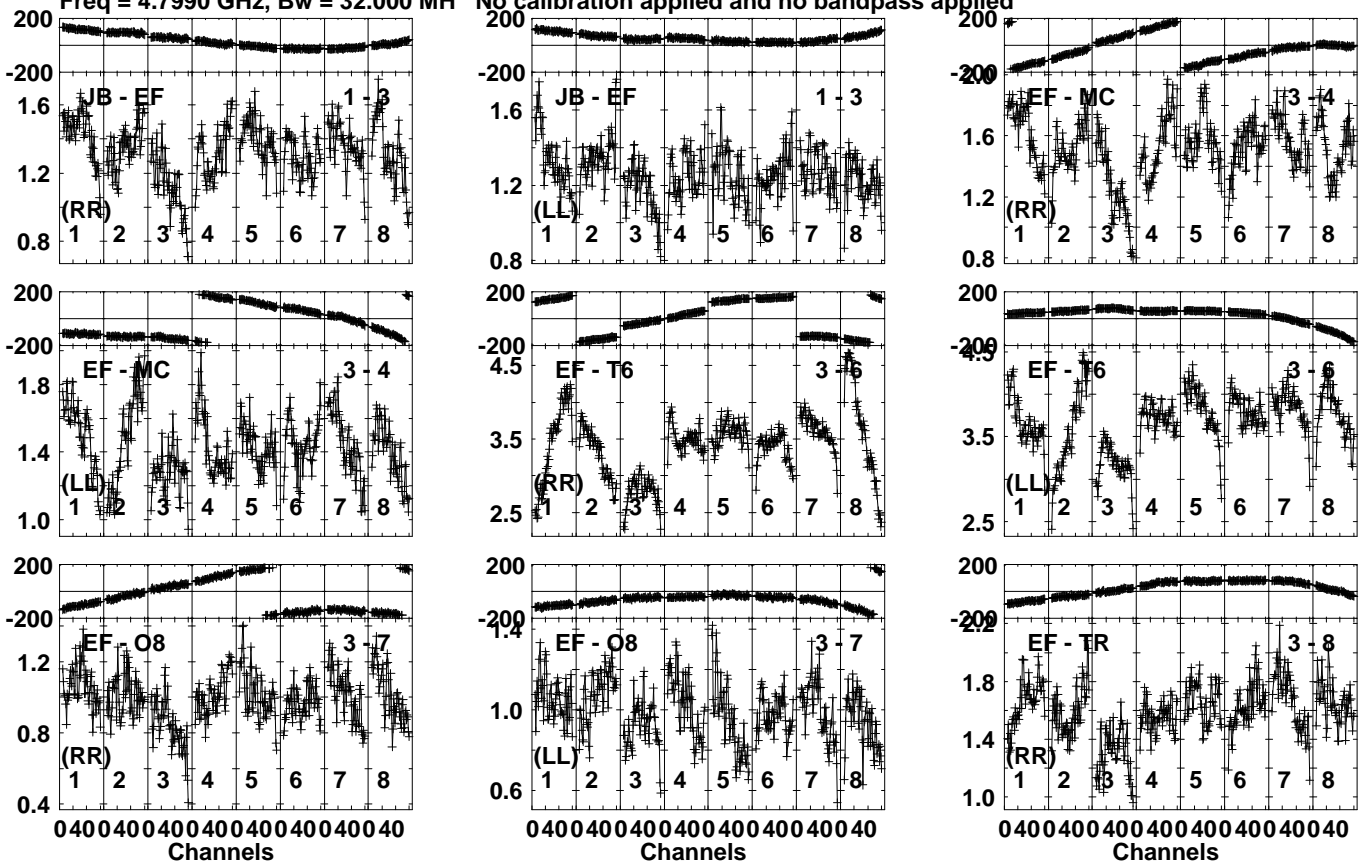 Freq = 4.7990 GHz, Bw = 32.000 MH No calibration applied and no bandpass applied
200 200 200
-200 -200 -200
JB - EF 1 - 3 JB - EF 1 - 3 2.0 EF - MC 3 - 4
1.6 1.6 1.6
1.2 1.2 1.2
(RR) (LL) (RR)
1 2 3 4 5 6 7 8 1 2 3 4 5 6 7 8 1 2 3 4 5 6 7 8
0.8 0.8 0.8
200 200 200
-200 -200 -200
EF - MC 3 - 4 EF - T6 3 - 6 EF - T6 3 - 6
1.8 4.5 4.5
1.4 3.5 3.5
(LL) (RR) (LL)
1 2 3 4 5 6 7 8 1 2 3 4 5 6 7 8 1 2 3 4 5 6 7 8
1.0 2.5 2.5
200 200 200
-200 -200 -200
EF - O8 3 - 7 1.4 EF - O8 3 - 7 2.2 EF - TR 3 - 8
1.2 1.8
0.8 1.0 1.4
(RR) (LL) (RR)
1 2 3 4 5 6 7 8 1 2 3 4 5 6 7 8 1 2 3 4 5 6 7 8
0.4 0.6 1.0
0 40 0 40 0 40 0 40 0 40 0 40 0 40 0 40 0 40 0 40 0 40 0 40 0 40 0 40 0 40 0 40 0 40 0 40 0 40 0 40 0 40 0 40 0 40 0 40
Channels Channels Channels